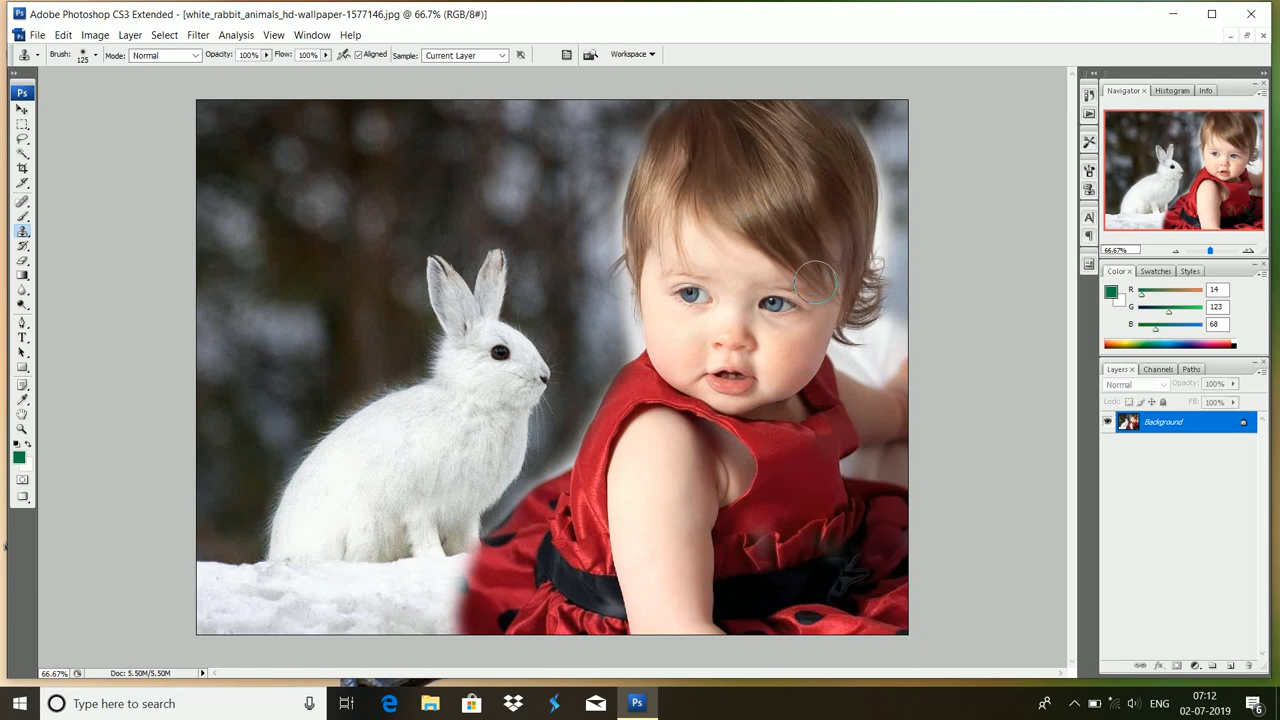 Adobe Photoshop CS3 Extended - [white_rabbit_animals_hd-wallpaper-1577146.jpg @ 66.7% (RGB/8#)]
File Edit Image Layer Select Filter Analysis View Window Help
Brush: 125 Mode: Normal Opacity: 100% Flow: 100% Aligned Sample: Current Layer Workspace
Ps
Navigator × Histogram Info
66.67%
Color × Swatches Styles
R 14
G 123
B 68
Layers × Channels Paths
Normal Opacity: 100%
Lock: Fill: 100%
Background
66.67% Doc: 5.50M/5.50M
Type here to search
Ps
ENG
07:12
02-07-2019
6